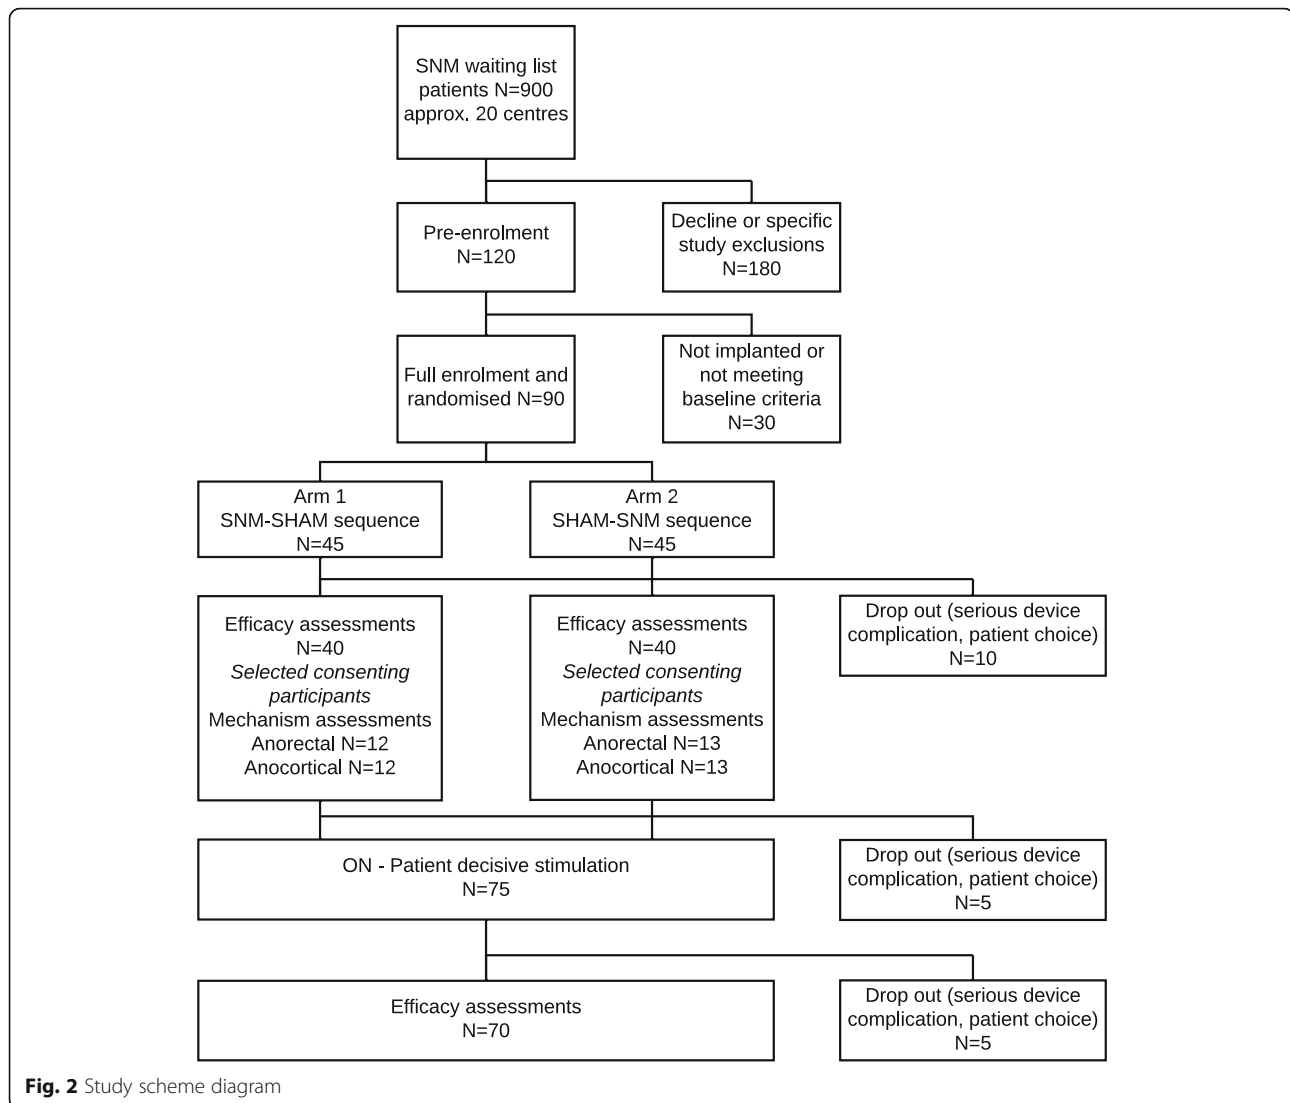 SNM waiting list
patients N=900
approx. 20 centres
Pre-enrolment
N=120
Decline or specific
study exclusions
N=180
Full enrolment and
randomised N=90
Not implanted or
not meeting
baseline criteria
N=30
Arm 1
SNM-SHAM sequence
N=45
Arm 2
SHAM-SNM sequence
N=45
Efficacy assessments
N=40
Selected consenting
participants
Mechanism assessments
Anorectal N=12
Anocortical N=12
Efficacy assessments
N=40
Selected consenting
participants
Mechanism assessments
Anorectal N=13
Anocortical N=13
Drop out (serious device
complication, patient choice)
N=10
ON - Patient decisive stimulation
N=75
Drop out (serious device
complication, patient choice)
N=5
Efficacy assessments
N=70
Drop out (serious device
complication, patient choice)
N=5
Fig. 2 Study scheme diagram